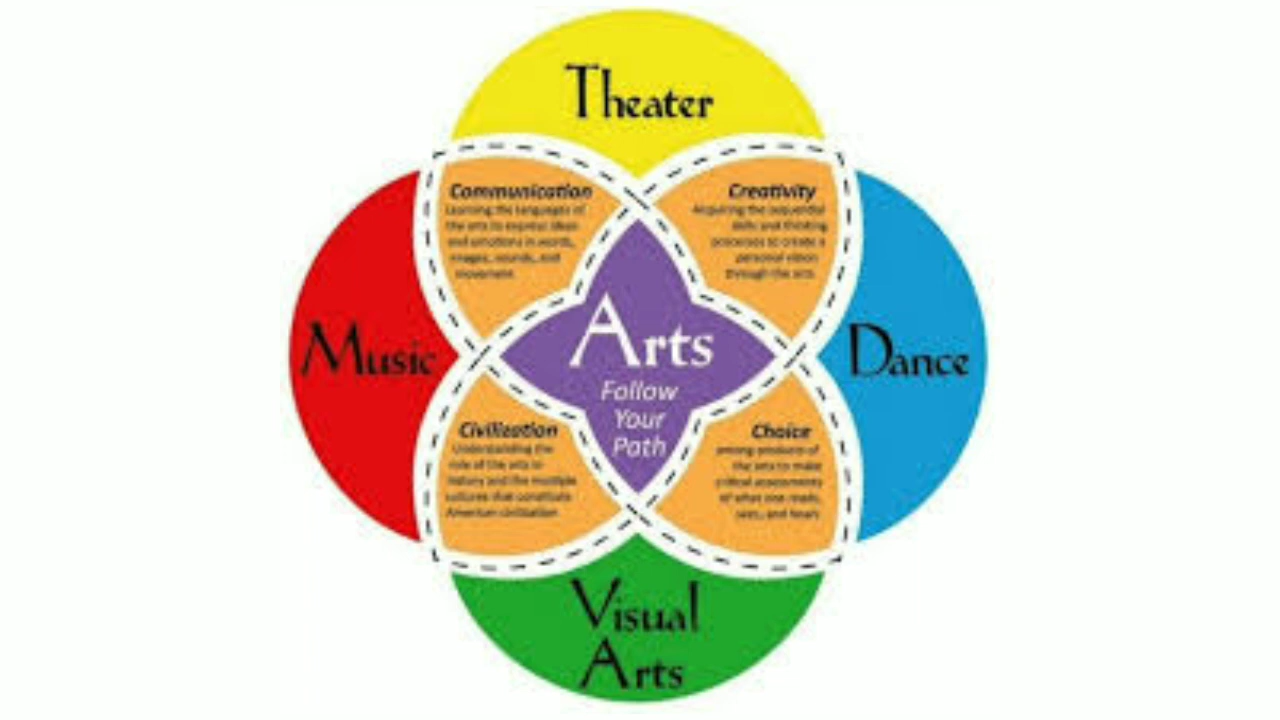 Theater
Communication
Learning the languages of
the arts to express ideas
and emotions in words,
images, sounds, and
movement
Creativity
Acquiring the sequential
skills and thinking
processes to create a
personal vision
through the arts
Music
Arts
Follow
Your
Path
Dance
Civilization
Understanding the
role of the arts in
history and the multiple
cultures that constitute
American civilization
Choice
among products of
the arts to make
critical assessments
of what one reads,
sees, and hears
Visual
Arts